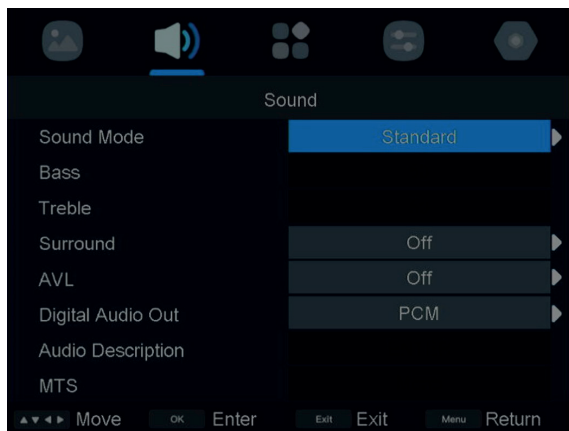 Sound
Sound Mode Standard
Bass
Treble
Surround Off
AVL Off
Digital Audio Out PCM
Audio Description
MTS
Move OK Enter Exit Exit Menu Return